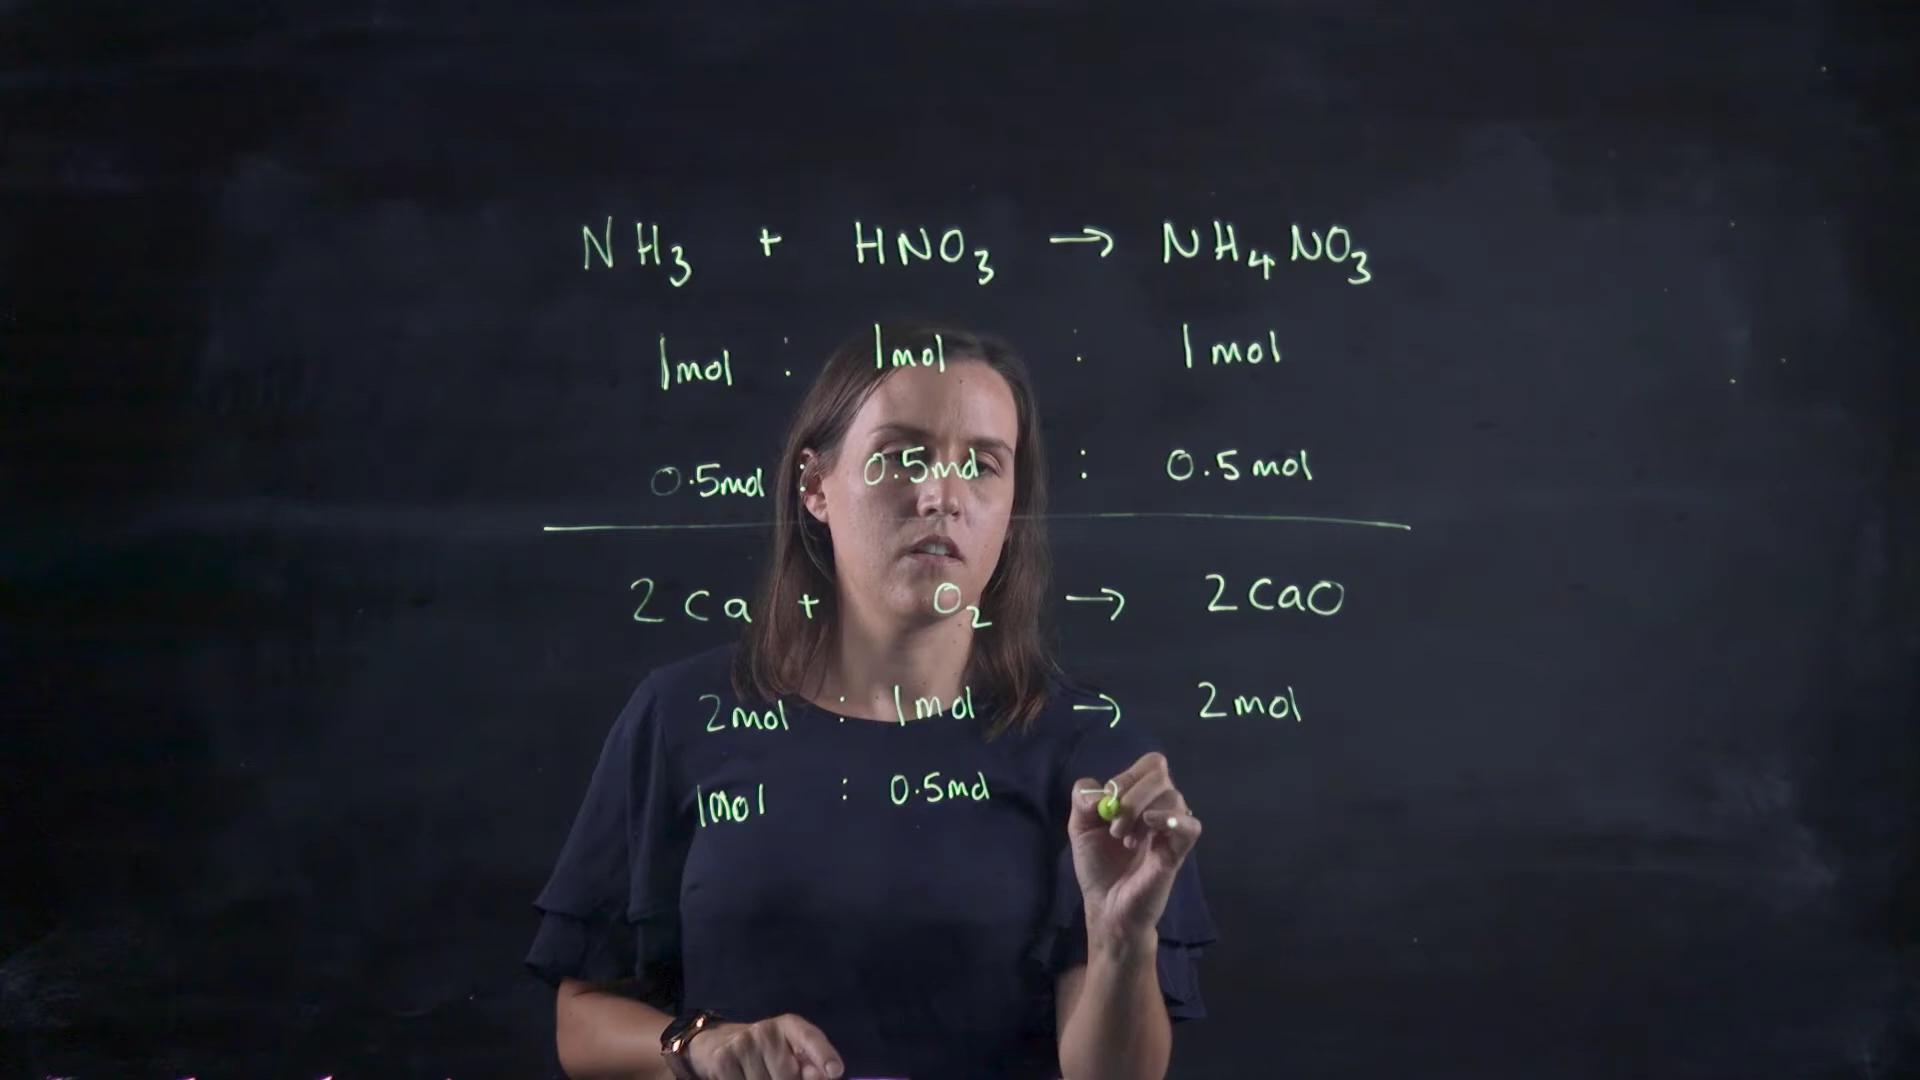 NH₃ + HNO₃ → NH₄NO₃
1mol : 1mol : 1mol
0.5mol : 0.5mol : 0.5mol
2Ca + O₂ → 2CaO
2mol : 1mol → 2mol
1mol : 0.5mol →